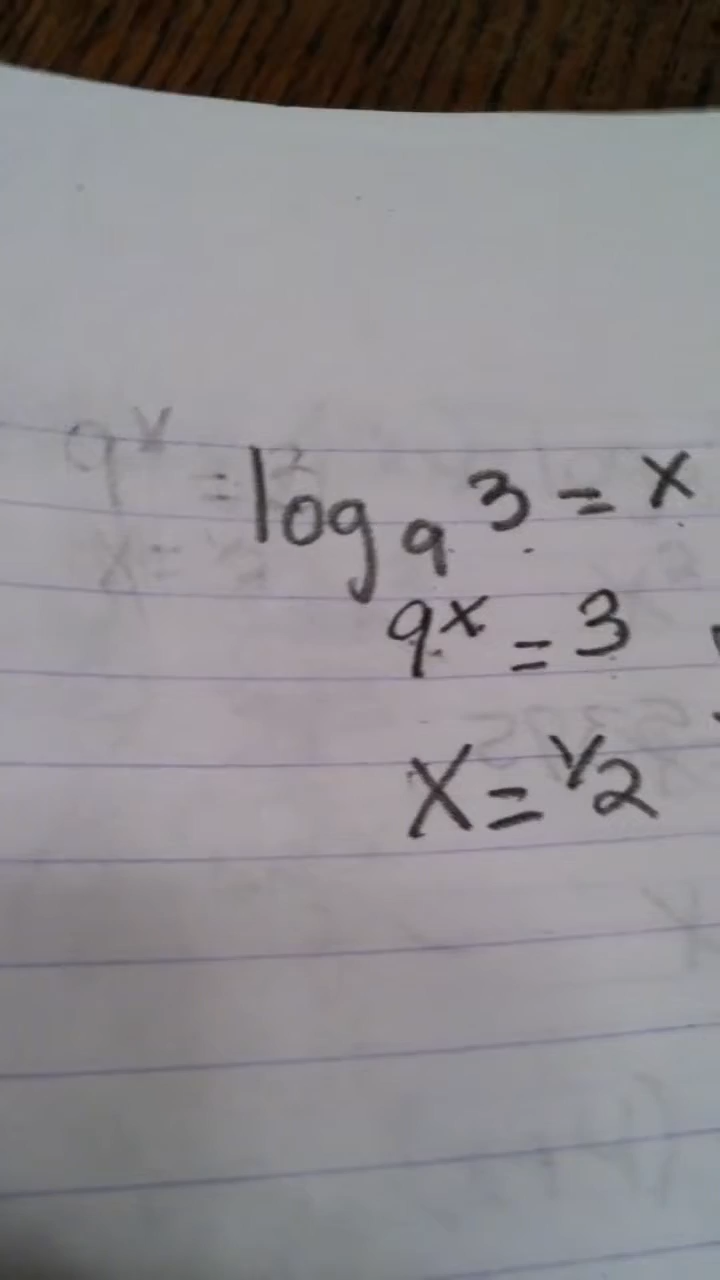 log₉ 3 = x
9ˣ = 3
x = 1/2